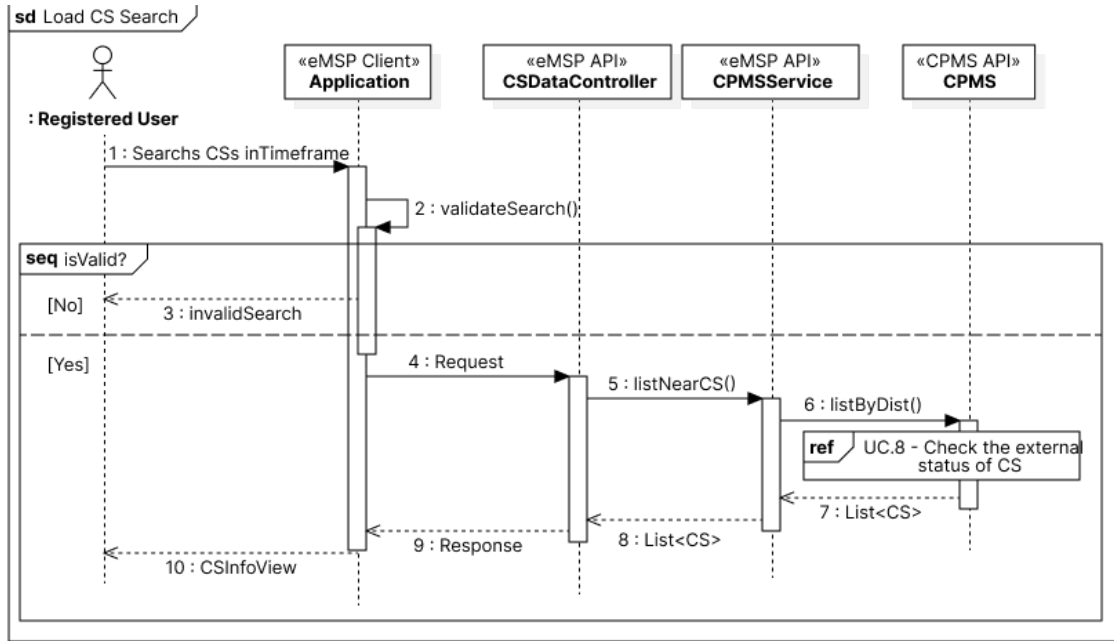 sd Load CS Search
«eMSP Client»
Application
«eMSP API»
CSDataController
«eMSP API»
CPMSService
«CPMS API»
CPMS
: Registered User
1 : Searchs CSs inTimeframe
2 : validateSearch()
seq isValid?
[No]
3 : invalidSearch
[Yes]
4 : Request
5 : listNearCS()
6 : listByDist()
ref UC.8 - Check the external
status of CS
7 : List<CS>
8 : List<CS>
9 : Response
10 : CSInfoView